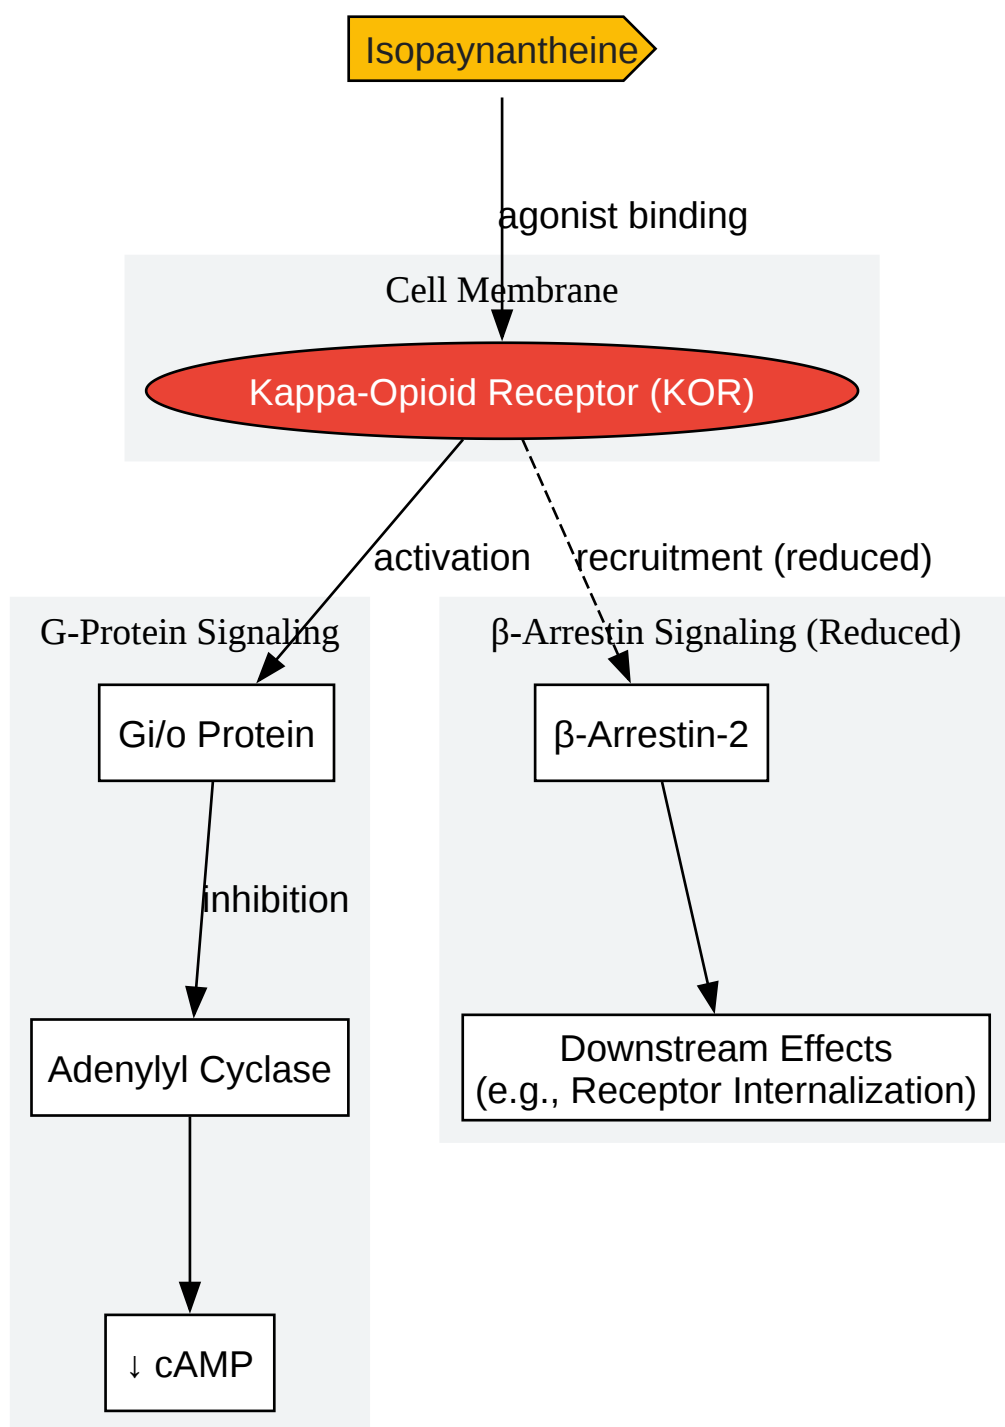 Isopaynantheine
agonist binding
Cell Membrane
Kappa-Opioid Receptor (KOR)
activation
recruitment (reduced)
G-Protein Signaling
β-Arrestin Signaling (Reduced)
Gi/o Protein
β-Arrestin-2
inhibition
Adenylyl Cyclase
Downstream Effects
(e.g., Receptor Internalization)
↓ cAMP